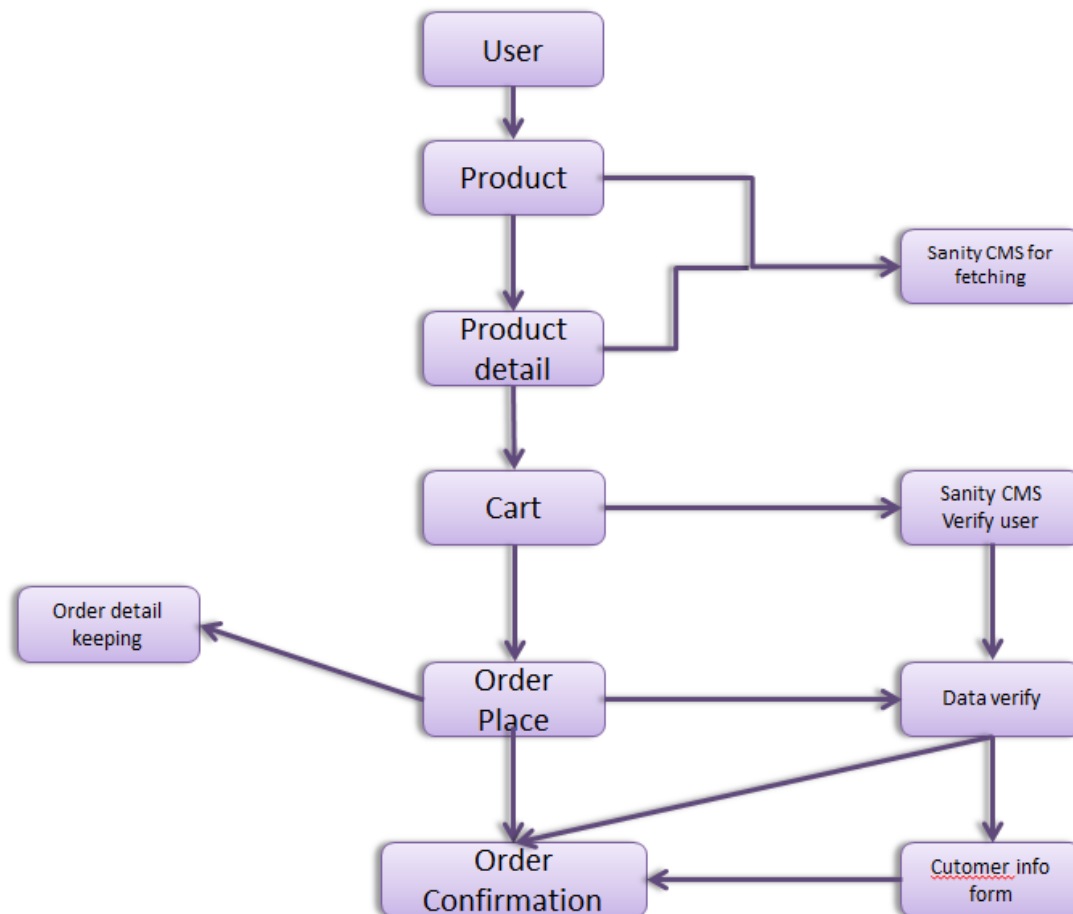 User
Product
Sanity CMS for
fetching
Product
detail
Cart
Sanity CMS
Verify user
Order detail
keeping
Order
Place
Data verify
Order
Confirmation
Cutomer info
form